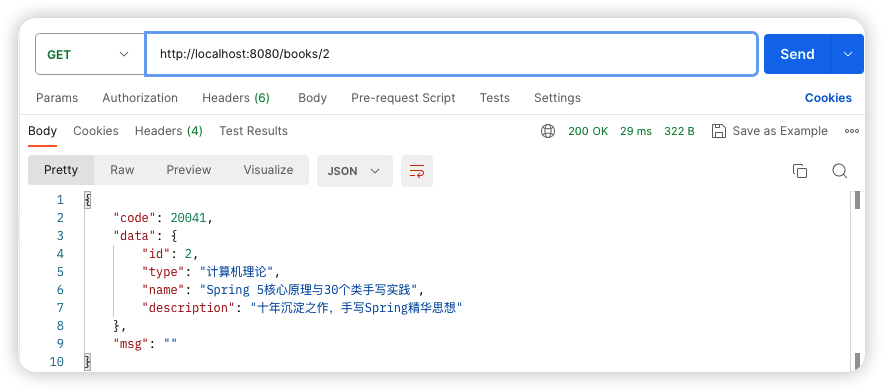 GET http://localhost:8080/books/2 Send
Params Authorization Headers (6) Body Pre-request Script Tests Settings Cookies
Body Cookies Headers (4) Test Results 200 OK 29 ms 322 B Save as Example
Pretty Raw Preview Visualize JSON
1 {
2 "code": 20041,
3 "data": {
4 "id": 2,
5 "type": "计算机理论",
6 "name": "Spring 5核心原理与30个类手写实践",
7 "description": "十年沉淀之作，手写Spring精华思想"
8 },
9 "msg": ""
10 }